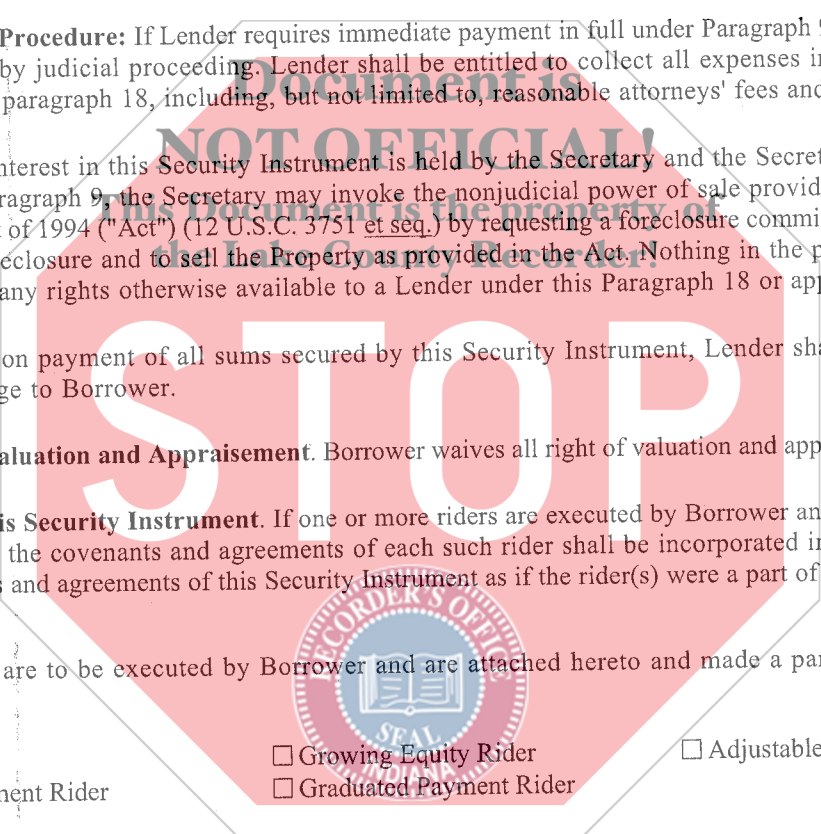 Procedure: If Lender requires immediate payment in full under Paragraph
by judicial proceeding. Lender shall be entitled to collect all expenses in
paragraph 18, including, but not limited to, reasonable attorneys' fees and
Document is
NOT OFFICIAL!
nterest in this Security Instrument is held by the Secretary and the Secret
ragraph 9, the Secretary may invoke the nonjudicial power of sale provid
This Document is the property of
of 1994 ("Act") (12 U.S.C. 3751 et seq.) by requesting a foreclosure commi
the Lake County Recorder!
eclosure and to sell the Property as provided in the Act. Nothing in the p
any rights otherwise available to a Lender under this Paragraph 18 or app
STOP
on payment of all sums secured by this Security Instrument, Lender sha
ge to Borrower.
aluation and Appraisement. Borrower waives all right of valuation and app
is Security Instrument. If one or more riders are executed by Borrower an
the covenants and agreements of each such rider shall be incorporated in
s and agreements of this Security Instrument as if the rider(s) were a part of
RECORDER'S OFFICE
are to be executed by Borrower and are attached hereto and made a par
SEAL
INDIANA
☐ Growing Equity Rider ☐ Adjustable
ment Rider ☐ Graduated Payment Rider